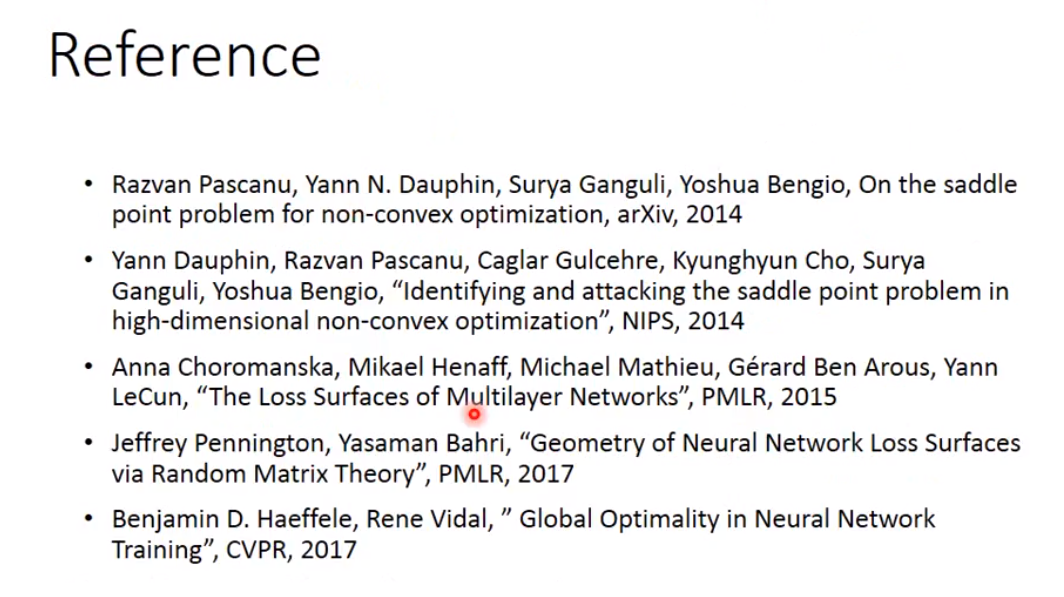 Reference
• Razvan Pascanu, Yann N. Dauphin, Surya Ganguli, Yoshua Bengio, On the saddle
point problem for non-convex optimization, arXiv, 2014
• Yann Dauphin, Razvan Pascanu, Caglar Gulcehre, Kyunghyun Cho, Surya
Ganguli, Yoshua Bengio, “Identifying and attacking the saddle point problem in
high-dimensional non-convex optimization”, NIPS, 2014
• Anna Choromanska, Mikael Henaff, Michael Mathieu, Gérard Ben Arous, Yann
LeCun, “The Loss Surfaces of Multilayer Networks”, PMLR, 2015
• Jeffrey Pennington, Yasaman Bahri, “Geometry of Neural Network Loss Surfaces
via Random Matrix Theory”, PMLR, 2017
• Benjamin D. Haeffele, Rene Vidal, ” Global Optimality in Neural Network
Training”, CVPR, 2017